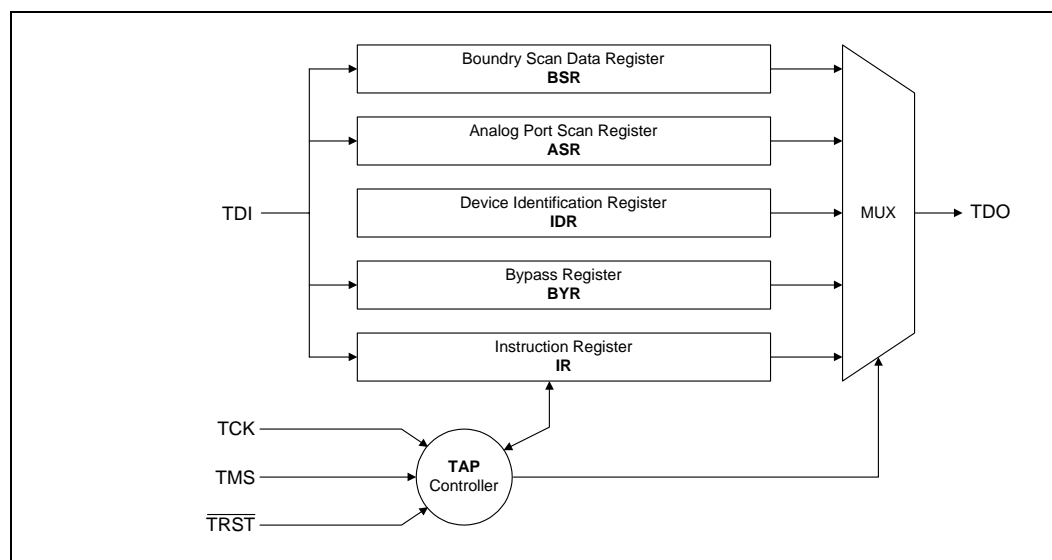 Boundry Scan Data Register
BSR
Analog Port Scan Register
ASR
Device Identification Register
IDR
Bypass Register
BYR
Instruction Register
IR
TDI
MUX
TDO
TCK
TMS
TRST
TAP
Controller